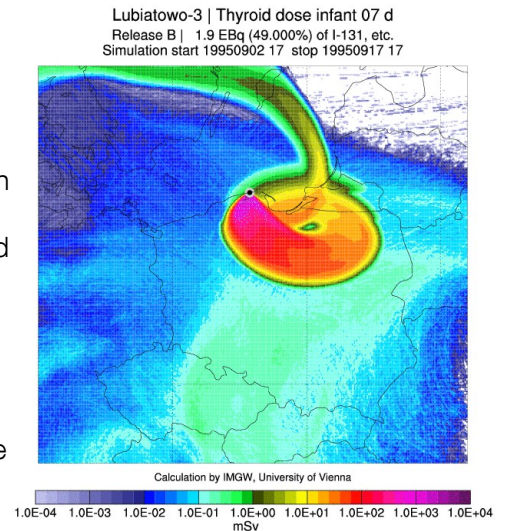 Lubiatowo-3 | Thyroid dose infant 07 d
Release B | 1.9 EBq (49.000%) of I-131, etc.
Simulation start 19950902 17 stop 19950917 17
n
d
e
Calculation by IMGW, University of Vienna
1.0E-04 1.0E-03 1.0E-02 1.0E-01 1.0E+00 1.0E+01 1.0E+02 1.0E+03 1.0E+04
mSv